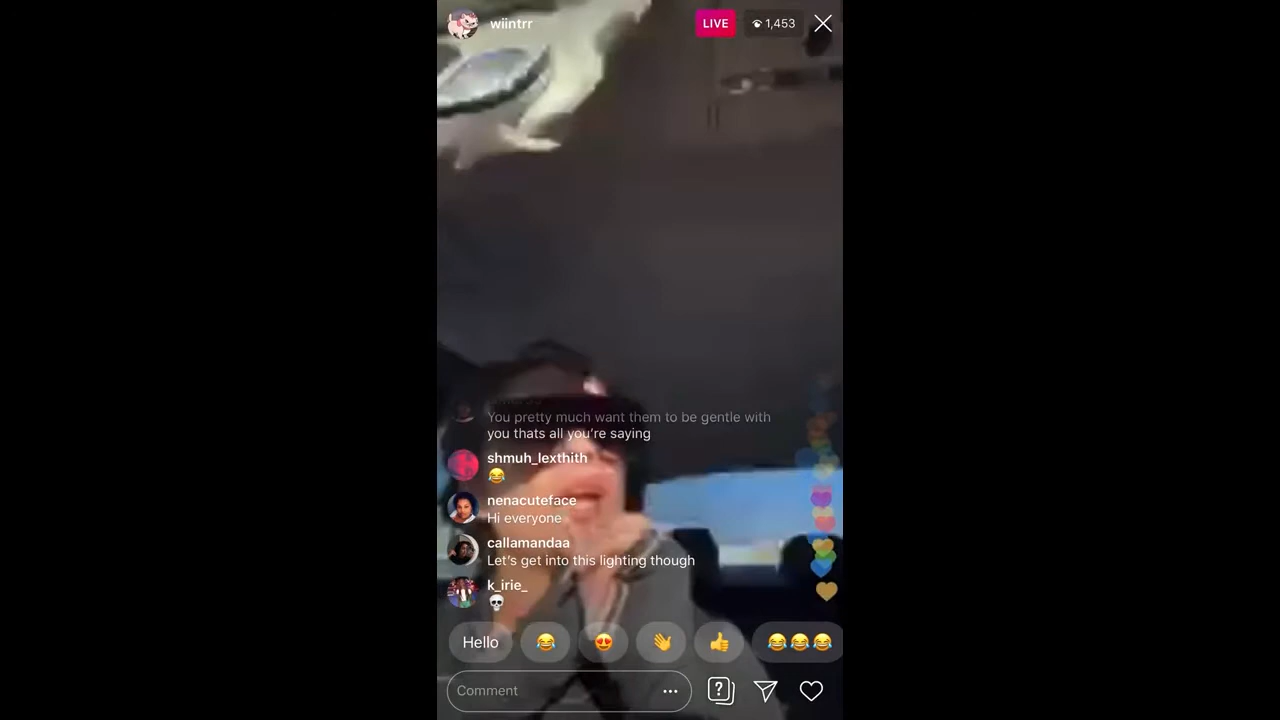 wiintrr
LIVE
1,453
You pretty much want them to be gentle with
you thats all you're saying
shmuh_lexthith
😂
nenacuteface
Hi everyone
callamandaa
Let's get into this lighting though
k_irie_
💀
Hello 😂 😍 👋 👍 😂😂😂
Comment